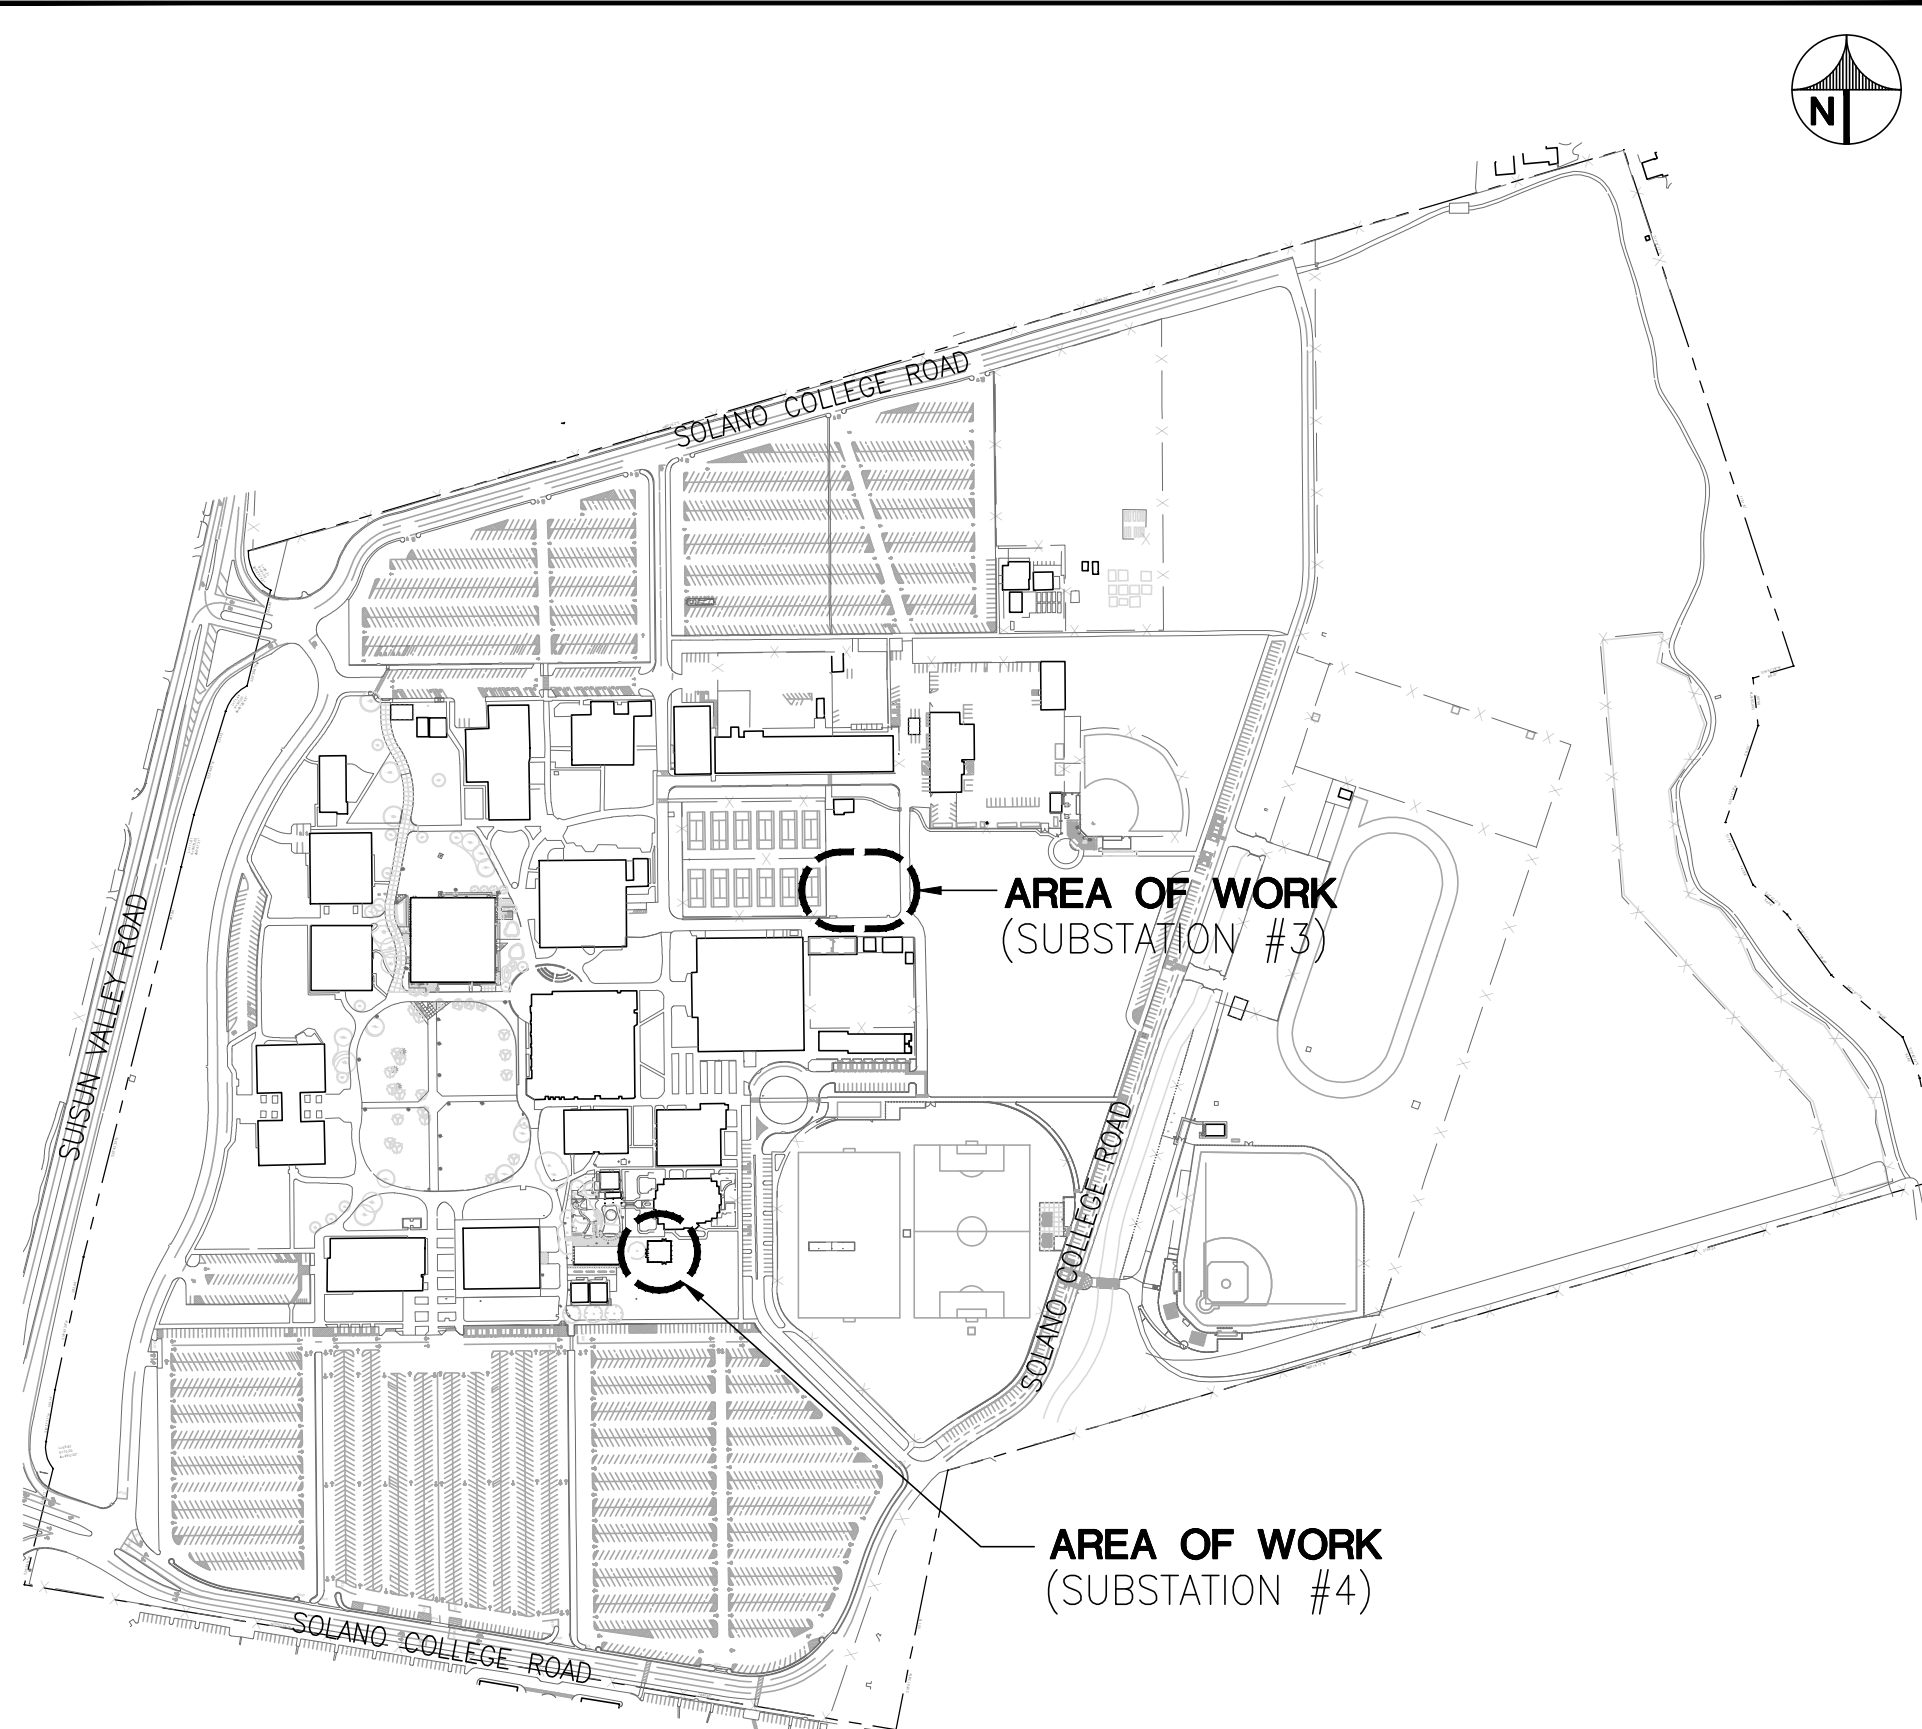 N
SOLANO COLLEGE ROAD
SUISUN VALLEY ROAD
AREA OF WORK
(SUBSTATION #3)
SOLANO COLLEGE ROAD
AREA OF WORK
(SUBSTATION #4)
SOLANO COLLEGE ROAD